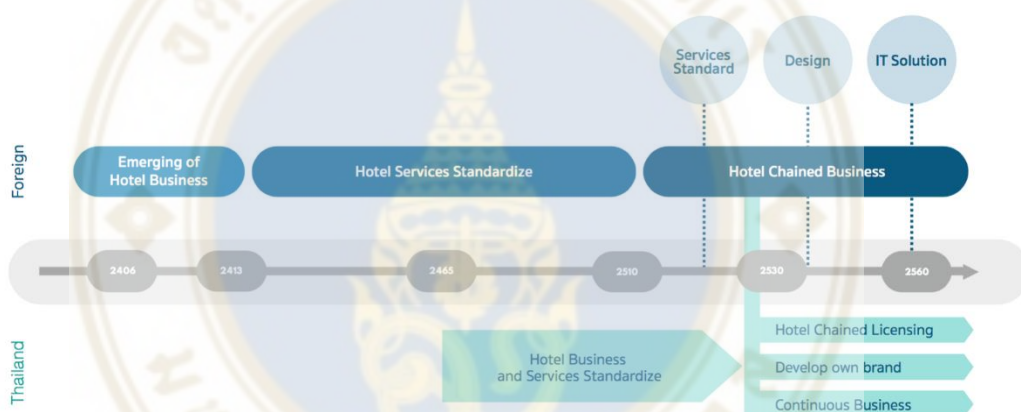 Services
Standard
Design
IT Solution
Foreign
Emerging of
Hotel Business
Hotel Services Standardize
Hotel Chained Business
2406
2413
2465
2510
2530
2560
Thailand
Hotel Business
and Services Standardize
Hotel Chained Licensing
Develop own brand
Continuous Business